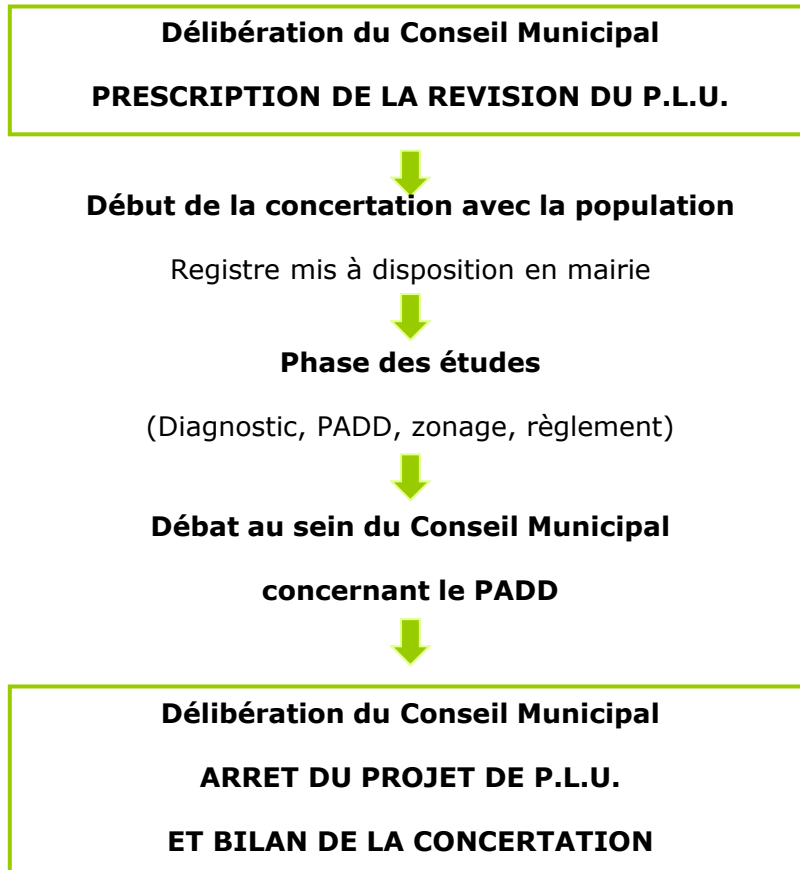 Délibération du Conseil Municipal
PRESCRIPTION DE LA REVISION DU P.L.U.
Début de la concertation avec la population
Registre mis à disposition en mairie
Phase des études
(Diagnostic, PADD, zonage, règlement)
Débat au sein du Conseil Municipal
concernant le PADD
Délibération du Conseil Municipal
ARRET DU PROJET DE P.L.U.
ET BILAN DE LA CONCERTATION